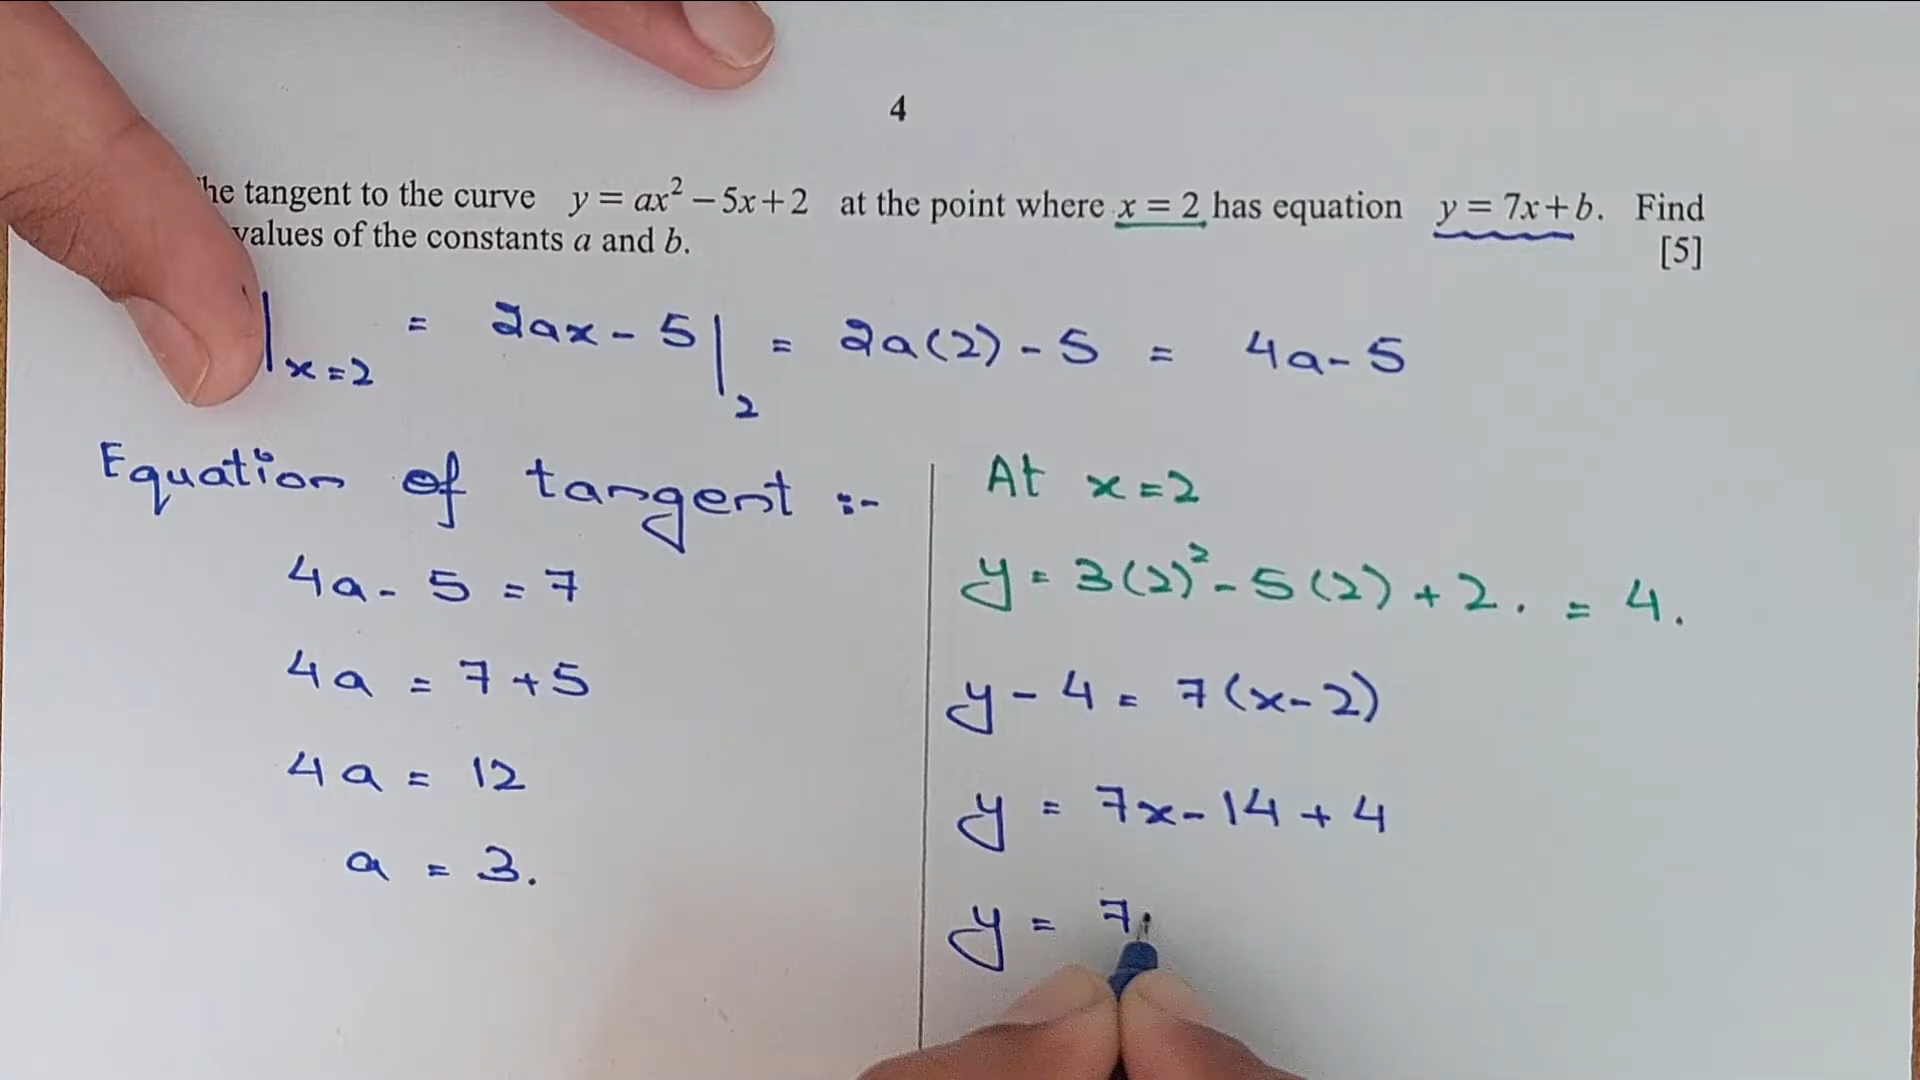 4
he tangent to the curve y = ax² − 5x + 2 at the point where x = 2 has equation y = 7x + b. Find
values of the constants a and b.
[5]
|x=2 = 2ax - 5|2 = 2a(2) - 5 = 4a - 5
Equation of tangent :-
4a - 5 = 7
4a = 7 + 5
4a = 12
a = 3.
At x = 2
y = 3(2)² - 5(2) + 2. = 4.
y - 4 = 7(x - 2)
y = 7x - 14 + 4
y = 7